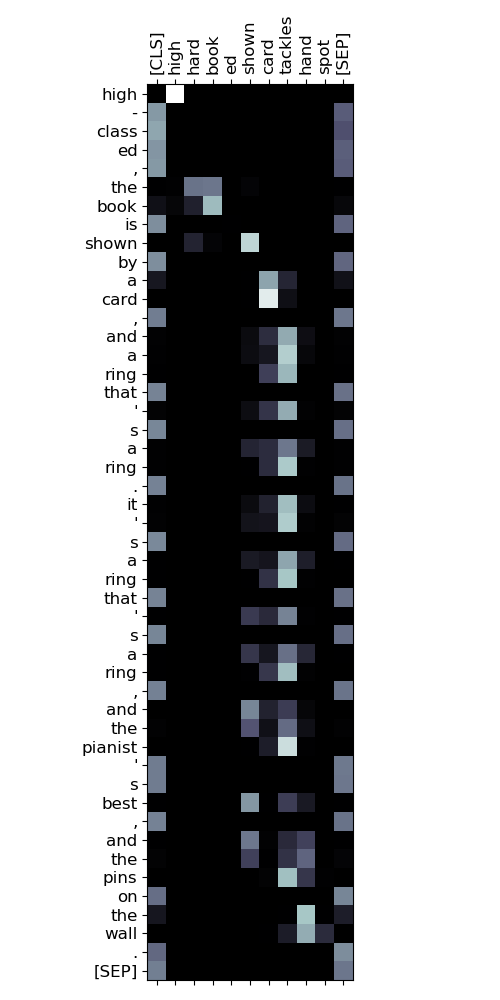 [CLS] high hard book ed shown card tackles hand spot [SEP]
high
-
class
ed
,
the
book
is
shown
by
a
card
,
and
a
ring
that
'
s
a
ring
.
it
'
s
a
ring
that
'
s
a
ring
,
and
the
pianist
'
s
best
,
and
the
pins
on
the
wall
.
[SEP]